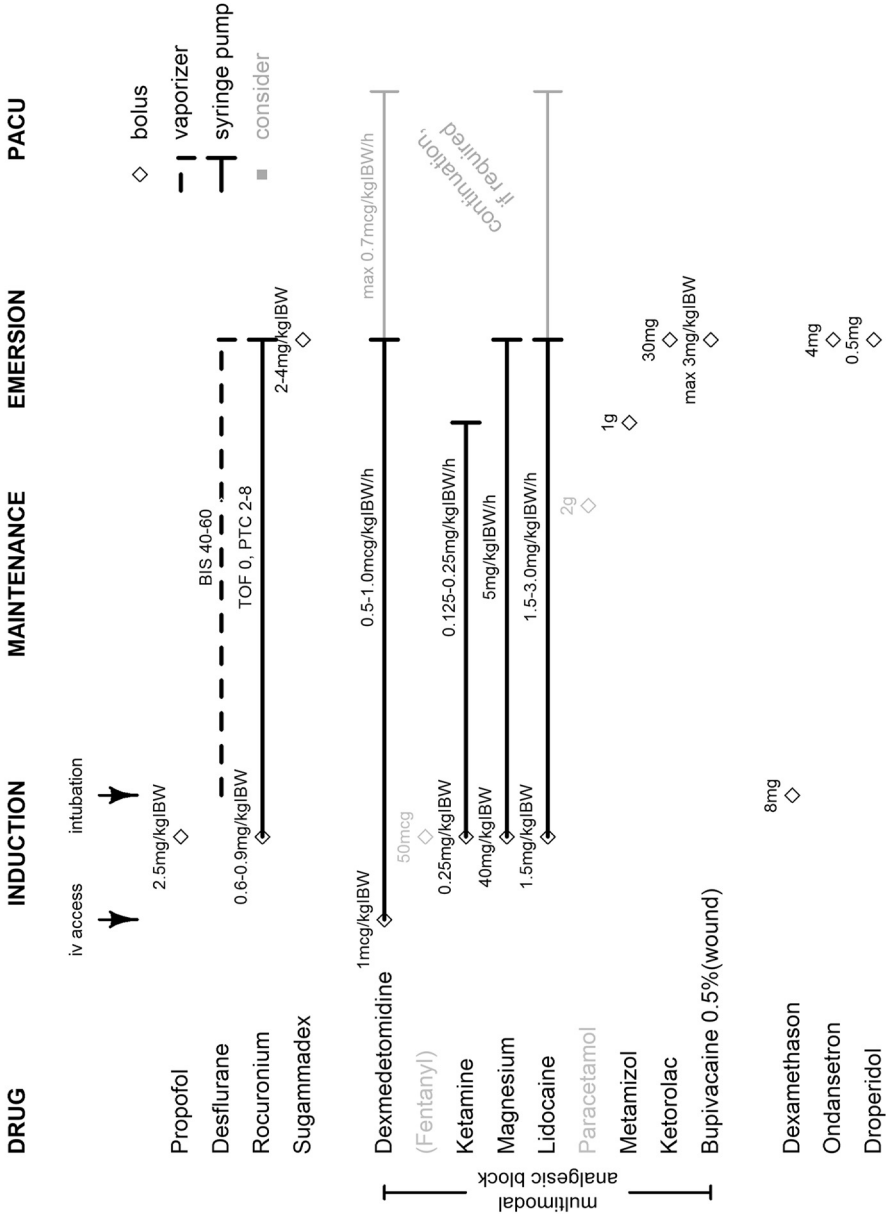 DRUG INDUCTION MAINTENANCE EMERSION PACU
iv access
intubation
bolus
vaporizer
syringe pump
consider
Propofol 2.5mg/kgIBW
Desflurane BIS 40-60
Rocuronium 0.6-0.9mg/kgIBW TOF 0, PTC 2-8
Sugammadex 2-4mg/kgIBW
Dexmedetomidine 1mcg/kgIBW 0.5-1.0mcg/kgIBW/h max 0.7mcg/kgIBW/h
(Fentanyl) 50mcg
Ketamine 0.25mg/kgIBW 0.125-0.25mg/kgIBW/h
Magnesium 40mg/kgIBW 5mg/kgIBW/h
Lidocaine 1.5mg/kgIBW 1.5-3.0mg/kgIBW/h
continuation,
if required
Paracetamol 2g
Metamizol 1g
Ketorolac 30mg
Bupivacaine 0.5%(wound) max 3mg/kgIBW
multimodal
analgesic block
Dexamethason 8mg
Ondansetron 4mg
Droperidol 0.5mg